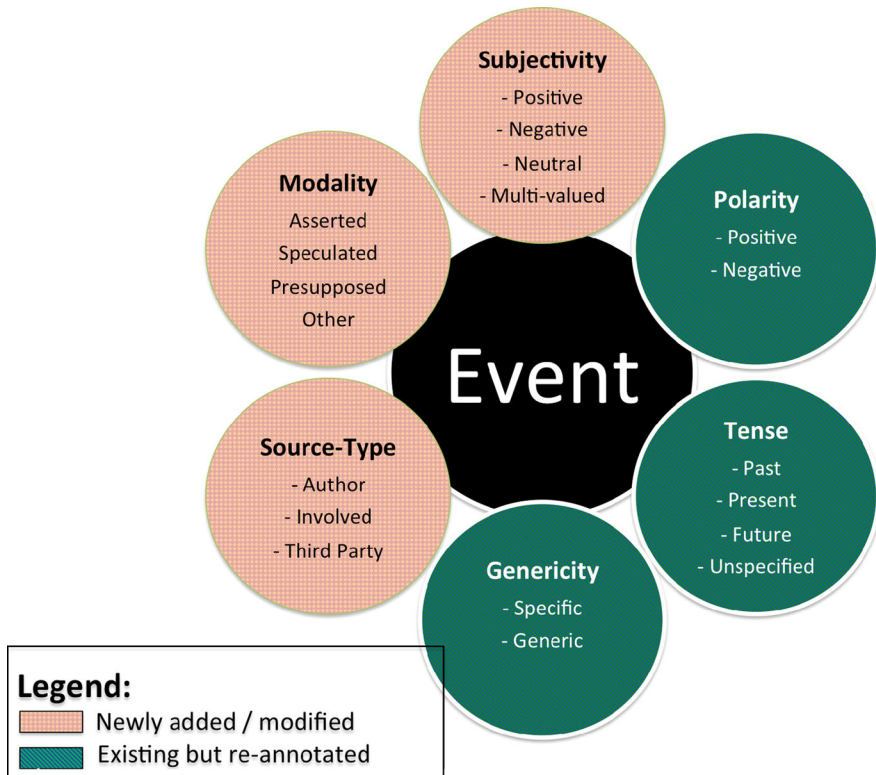 Subjectivity
- Positive
- Negative
- Neutral
- Multi-valued
Modality
Asserted
Speculated
Presupposed
Other
Polarity
- Positive
- Negative
Event
Source-Type
- Author
- Involved
- Third Party
Tense
- Past
- Present
- Future
- Unspecified
Genericity
- Specific
- Generic
Legend:
Newly added / modified
Existing but re-annotated